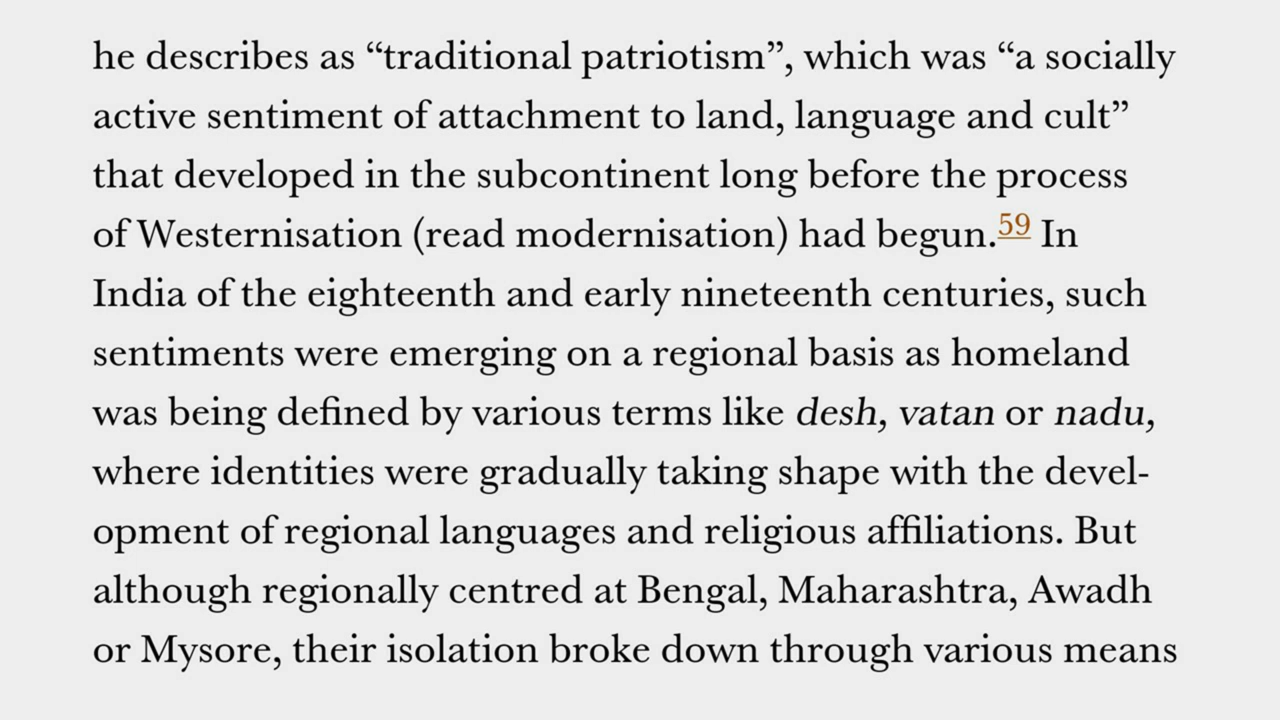 he describes as “traditional patriotism”, which was “a socially
active sentiment of attachment to land, language and cult”
that developed in the subcontinent long before the process
of Westernisation (read modernisation) had begun.59 In
India of the eighteenth and early nineteenth centuries, such
sentiments were emerging on a regional basis as homeland
was being defined by various terms like desh, vatan or nadu,
where identities were gradually taking shape with the devel-
opment of regional languages and religious affiliations. But
although regionally centred at Bengal, Maharashtra, Awadh
or Mysore, their isolation broke down through various means